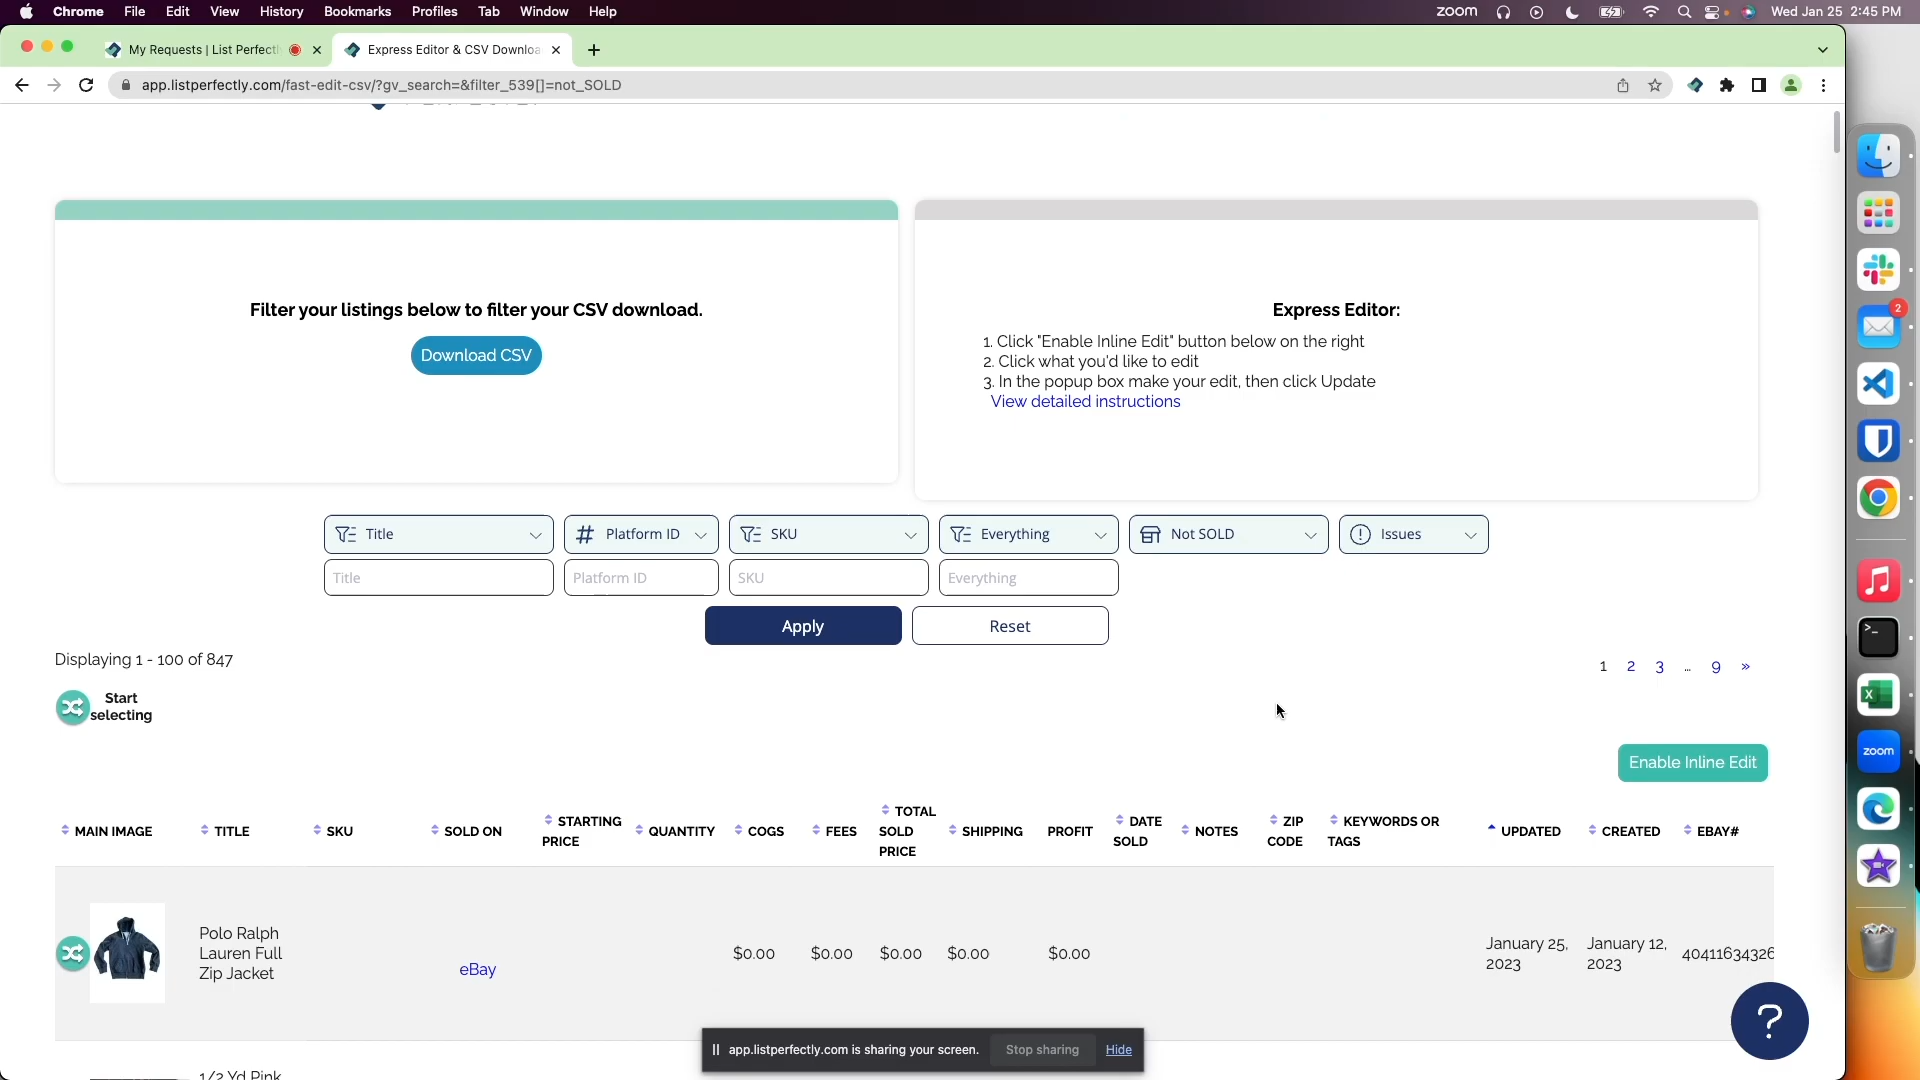 Chrome File Edit View History Bookmarks Profiles Tab Window Help
zoom Wed Jan 25 2:45 PM
My Requests | List Perfectl
Express Editor & CSV Downloa
app.listperfectly.com/fast-edit-csv/?gv_search=&filter_539[]=not_SOLD
Filter your listings below to filter your CSV download.
Download CSV
Express Editor:
1. Click "Enable Inline Edit" button below on the right
2. Click what you'd like to edit
3. In the popup box make your edit, then click Update
View detailed instructions
Title Platform ID SKU Everything Not SOLD Issues
Title Platform ID SKU Everything
Apply Reset
Displaying 1 - 100 of 847
1 2 3 … 9 »
Start
selecting
Enable Inline Edit
MAIN IMAGE TITLE SKU SOLD ON STARTING PRICE QUANTITY COGS FEES TOTAL SOLD PRICE SHIPPING PROFIT DATE SOLD NOTES ZIP CODE KEYWORDS OR TAGS UPDATED CREATED EBAY#
Polo Ralph
Lauren Full
Zip Jacket
eBay
$0.00 $0.00 $0.00 $0.00 $0.00
January 25,
2023
January 12,
2023
40411634326
1/2 Yd Pink
app.listperfectly.com is sharing your screen. Stop sharing Hide
?
2
zoom